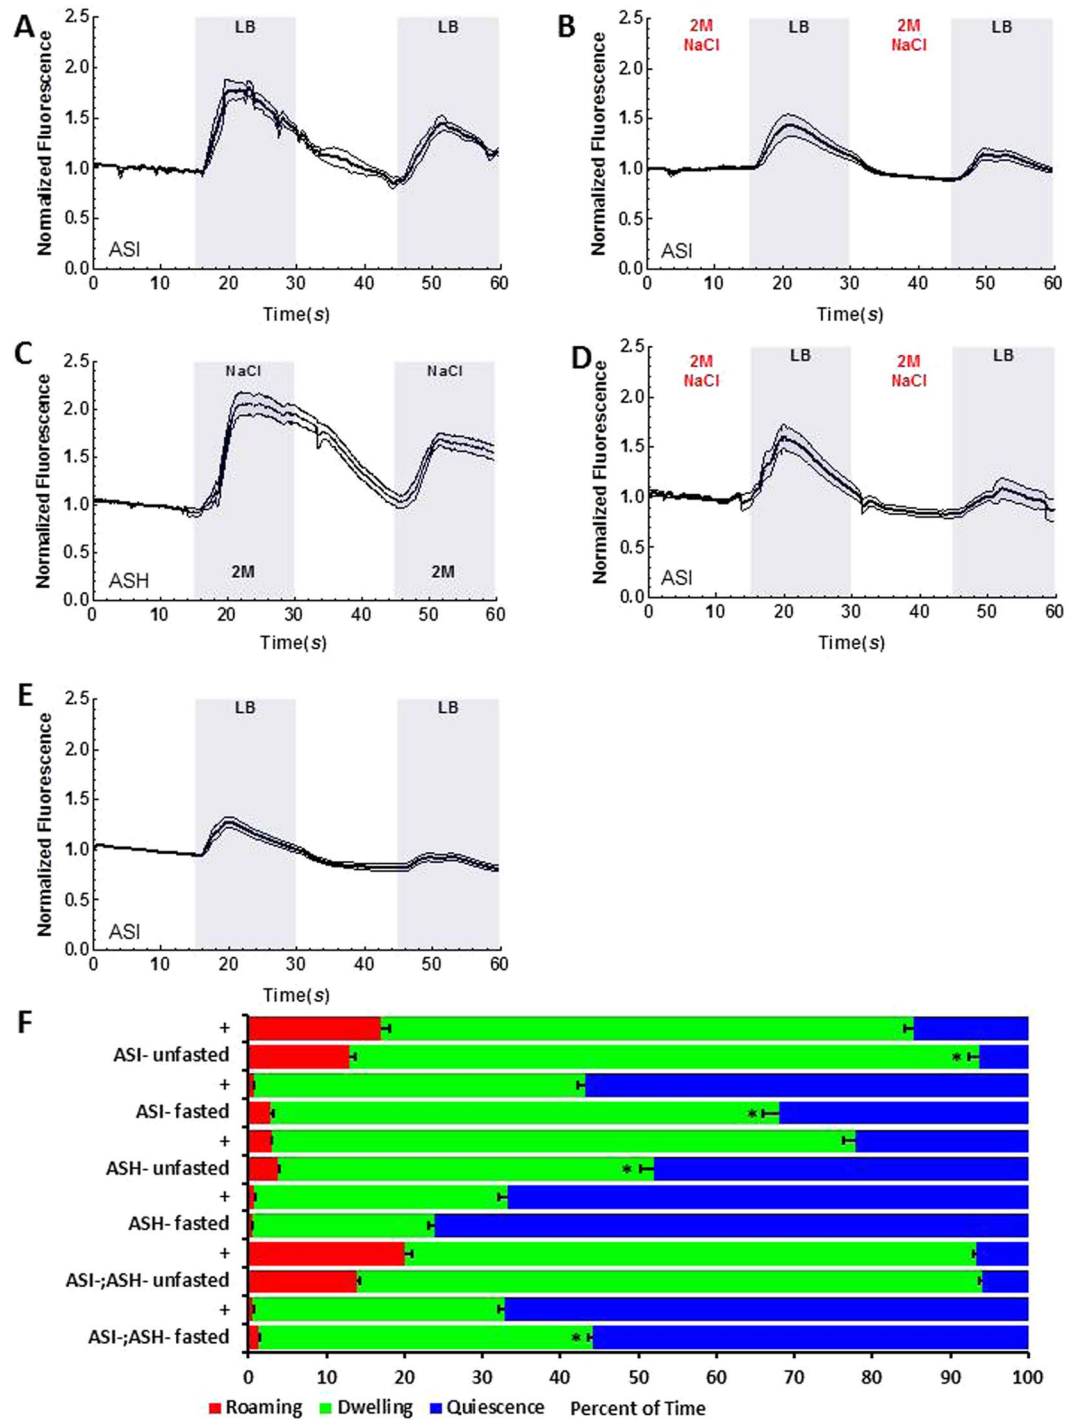 A
Normalized Fluorescence
2.5
2.0
1.5
1.0
0.5
0.0
LB
LB
ASI
0 10 20 30 40 50 60
Time(s)
B
Normalized Fluorescence
2.5
2.0
1.5
1.0
0.5
0.0
2M
NaCl
LB
2M
NaCl
LB
ASI
0 10 20 30 40 50 60
Time(s)
C
Normalized Fluorescence
2.5
2.0
1.5
1.0
0.5
0.0
NaCl
NaCl
2M
2M
ASH
0 10 20 30 40 50 60
Time(s)
D
Normalized Fluorescence
2.5
2.0
1.5
1.0
0.5
0.0
2M
NaCl
LB
2M
NaCl
LB
ASI
0 10 20 30 40 50 60
Time(s)
E
Normalized Fluorescence
2.5
2.0
1.5
1.0
0.5
0.0
LB
LB
ASI
0 10 20 30 40 50 60
Time(s)
F
+
ASI- unfasted *
+
ASI- fasted *
+
ASH- unfasted *
+
ASH- fasted
+
ASI-;ASH- unfasted
+
ASI-;ASH- fasted *
0 10 20 30 40 50 60 70 80 90 100
Roaming Dwelling Quiescence Percent of Time